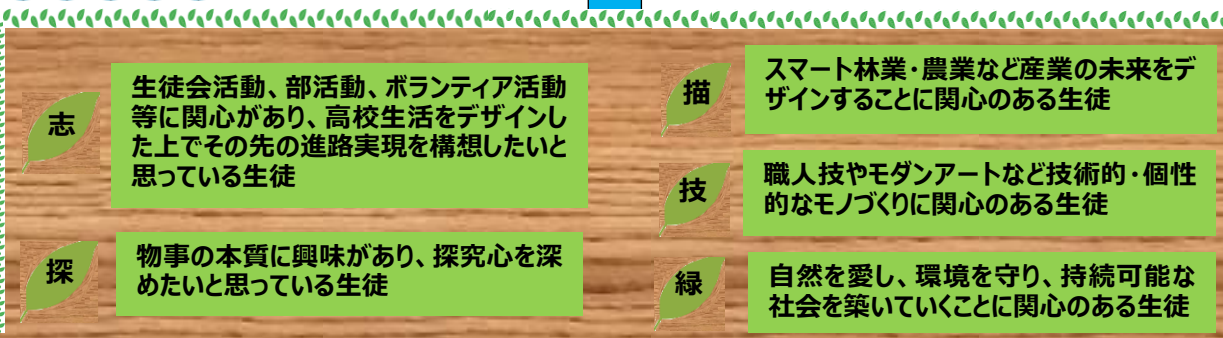 志
生徒会活動、部活動、ボランティア活動
等に関心があり、高校生活をデザインし
た上でその先の進路実現を構想したいと
思っている生徒
探
物事の本質に興味があり、探究心を深
めたいと思っている生徒
描
スマート林業・農業など産業の未来をデ
ザインすることに関心のある生徒
技
職人技やモダンアートなど技術的・個性
的なモノづくりに関心のある生徒
緑
自然を愛し、環境を守り、持続可能な
社会を築いていくことに関心のある生徒